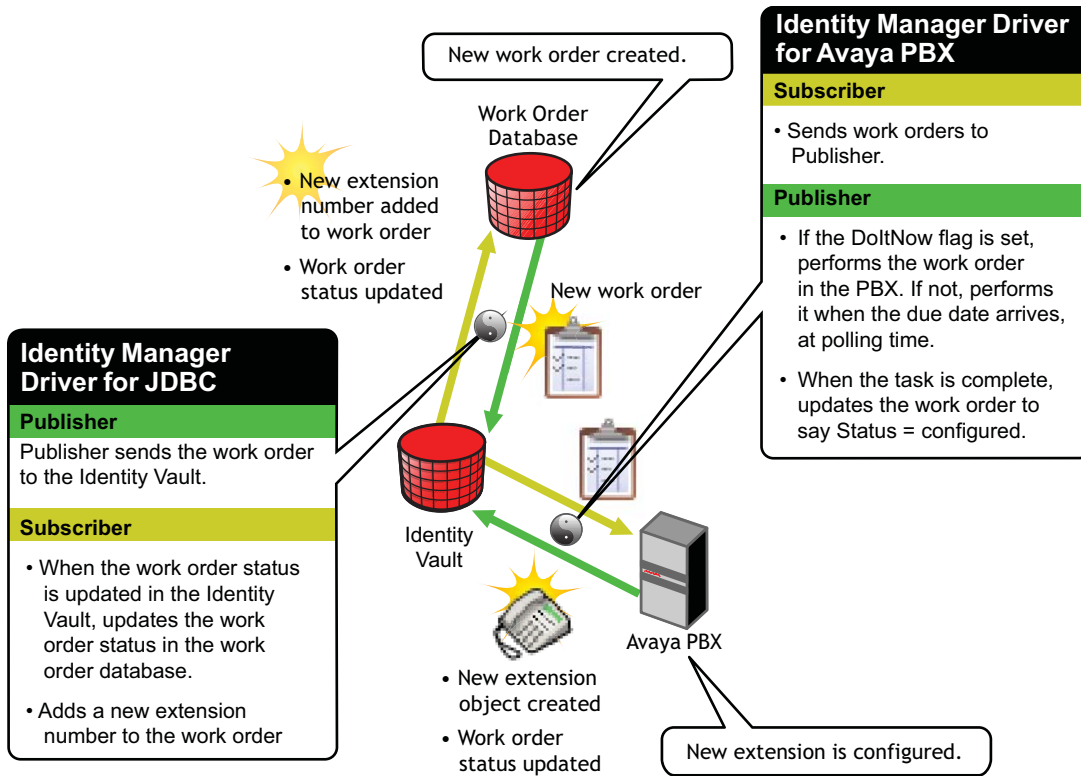 New work order created.
Work Order
Database
• New extension
number added
to work order
• Work order
status updated
New work order
Identity Manager
Driver for JDBC
Publisher
Publisher sends the work order
to the Identity Vault.
Subscriber
• When the work order status
is updated in the Identity
Vault, updates the work
order status in the work
order database.
• Adds a new extension
number to the work order
Identity
Vault
Avaya PBX
• New extension
object created
• Work order
status updated
New extension is configured.
Identity Manager Driver
for Avaya PBX
Subscriber
• Sends work orders to
Publisher.
Publisher
• If the DoItNow flag is set,
performs the work order
in the PBX. If not, performs
it when the due date arrives,
at polling time.
• When the task is complete,
updates the work order to
say Status = configured.